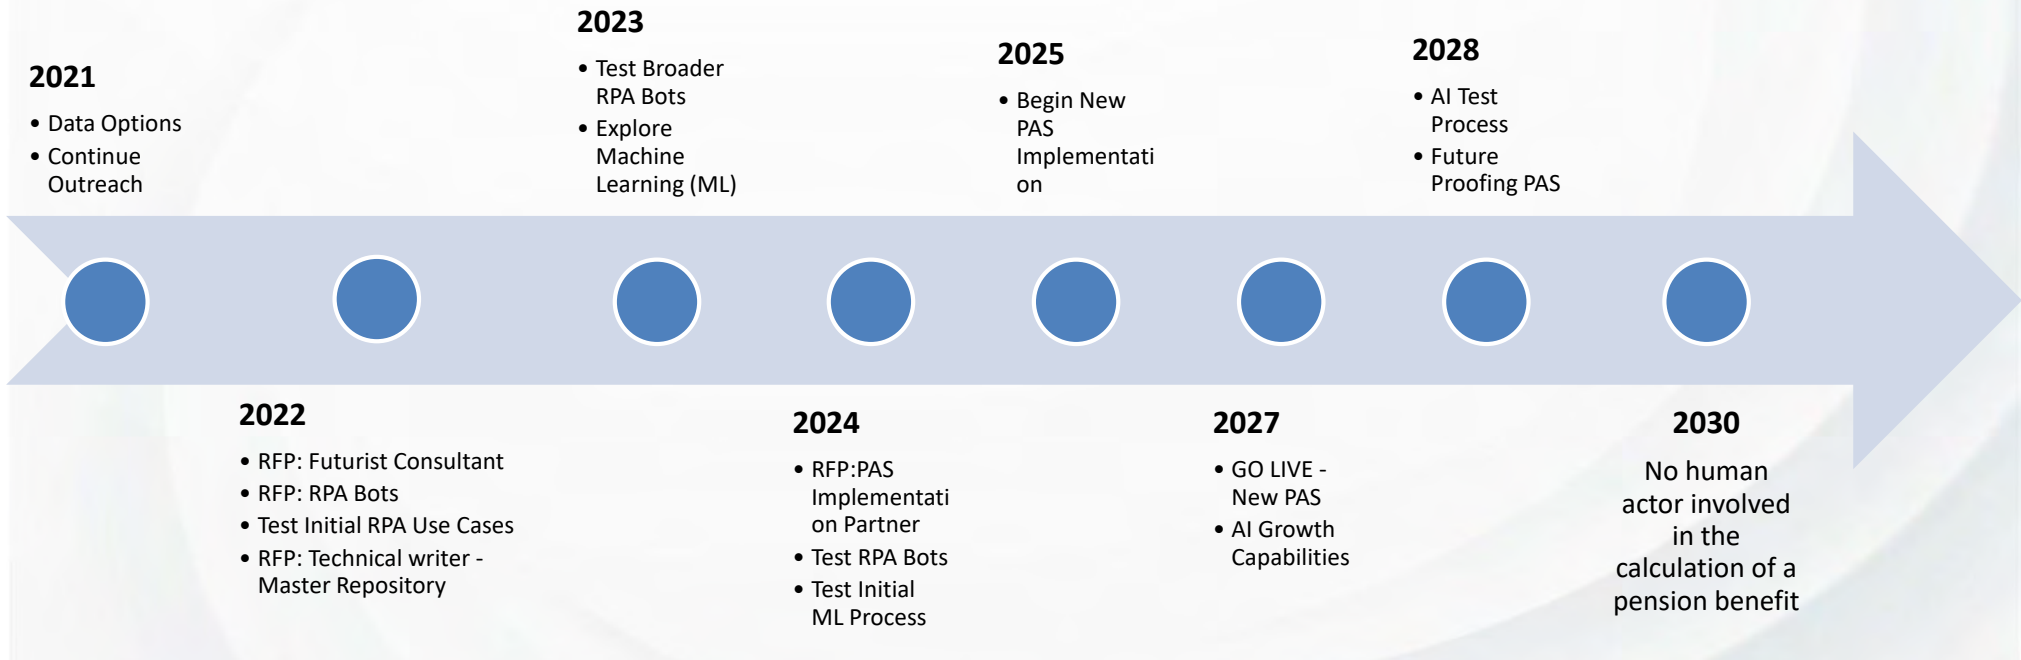 2021
• Data Options
• Continue
Outreach
2022
• RFP: Futurist Consultant
• RFP: RPA Bots
• Test Initial RPA Use Cases
• RFP: Technical writer -
Master Repository
2023
• Test Broader
RPA Bots
• Explore
Machine
Learning (ML)
2024
• RFP:PAS
Implementati
on Partner
• Test RPA Bots
• Test Initial
ML Process
2025
• Begin New
PAS
Implementati
on
2027
• GO LIVE -
New PAS
• AI Growth
Capabilities
2028
• AI Test
Process
• Future
Proofing PAS
2030
No human
actor involved
in the
calculation of a
pension benefit